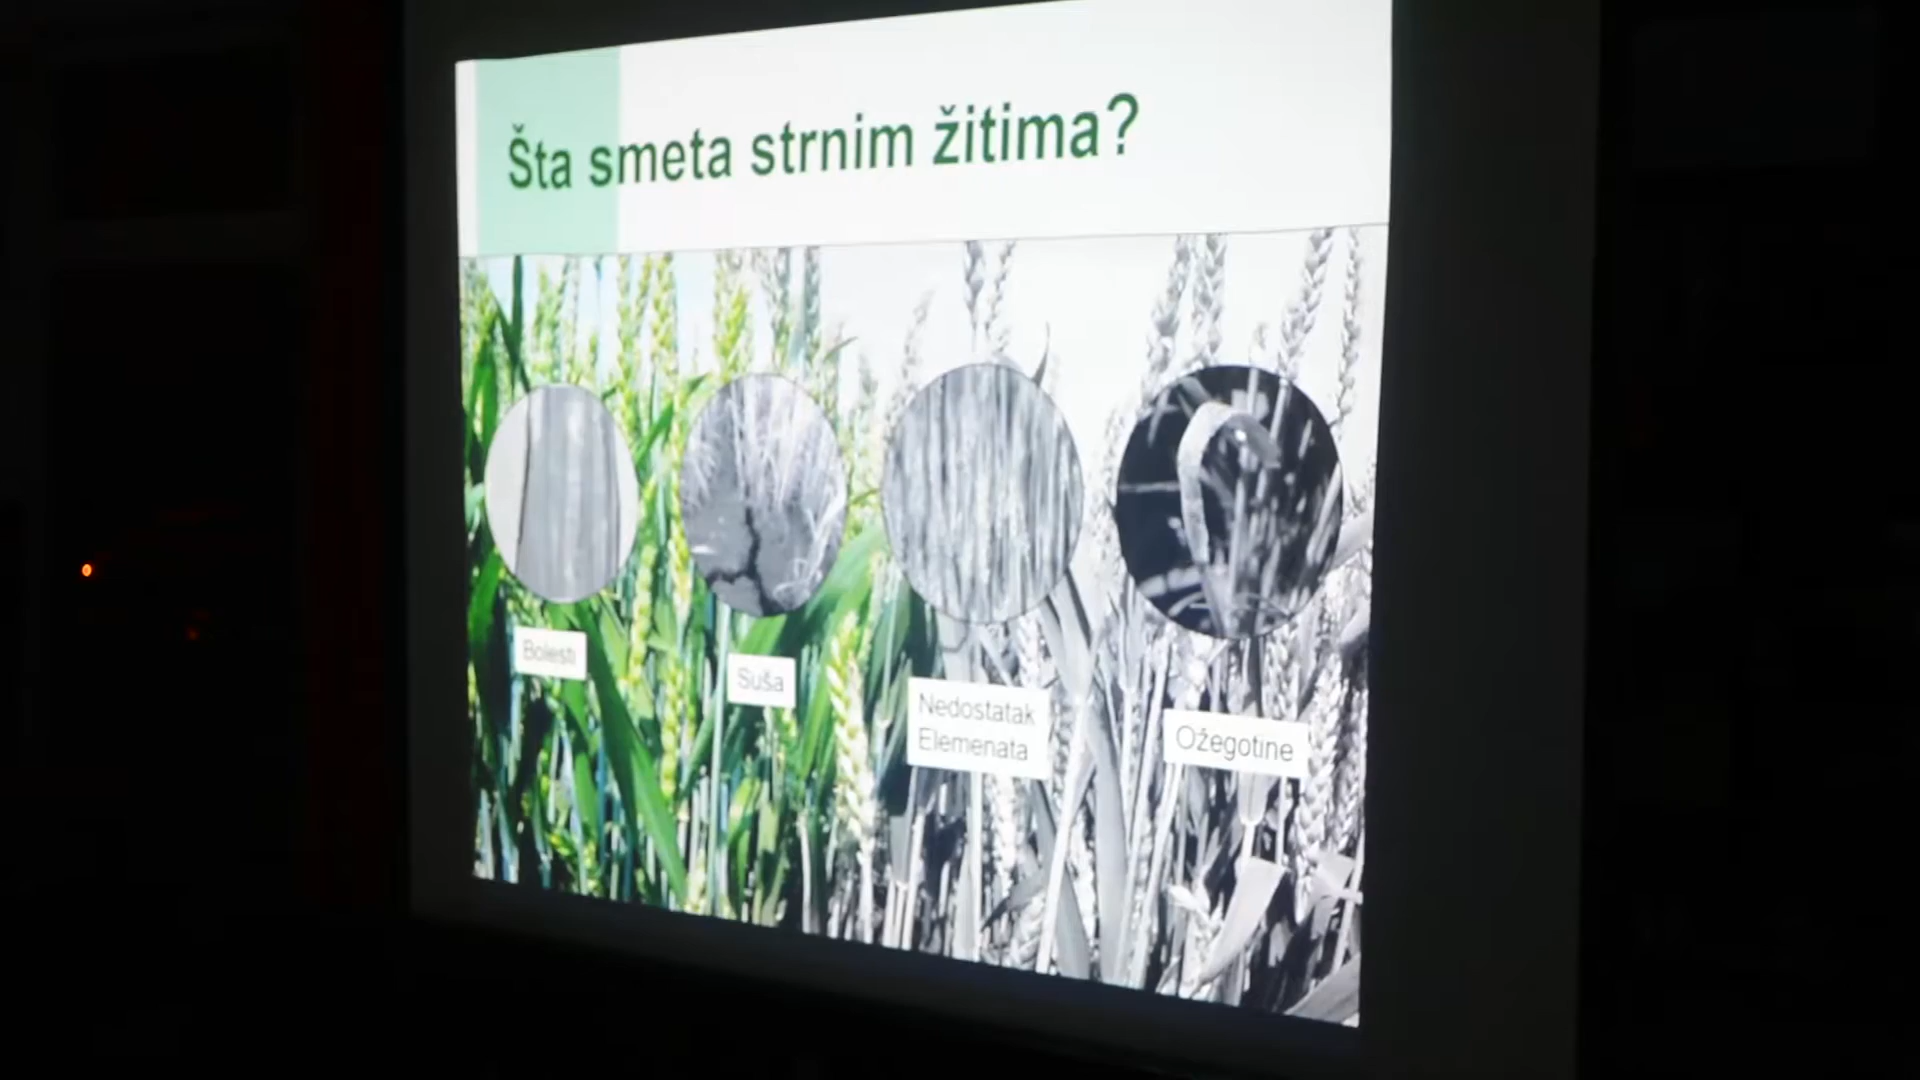 Šta smeta strnim žitima?
Bolesti
Suša
Nedostatak
Elemenata
Ožegotine